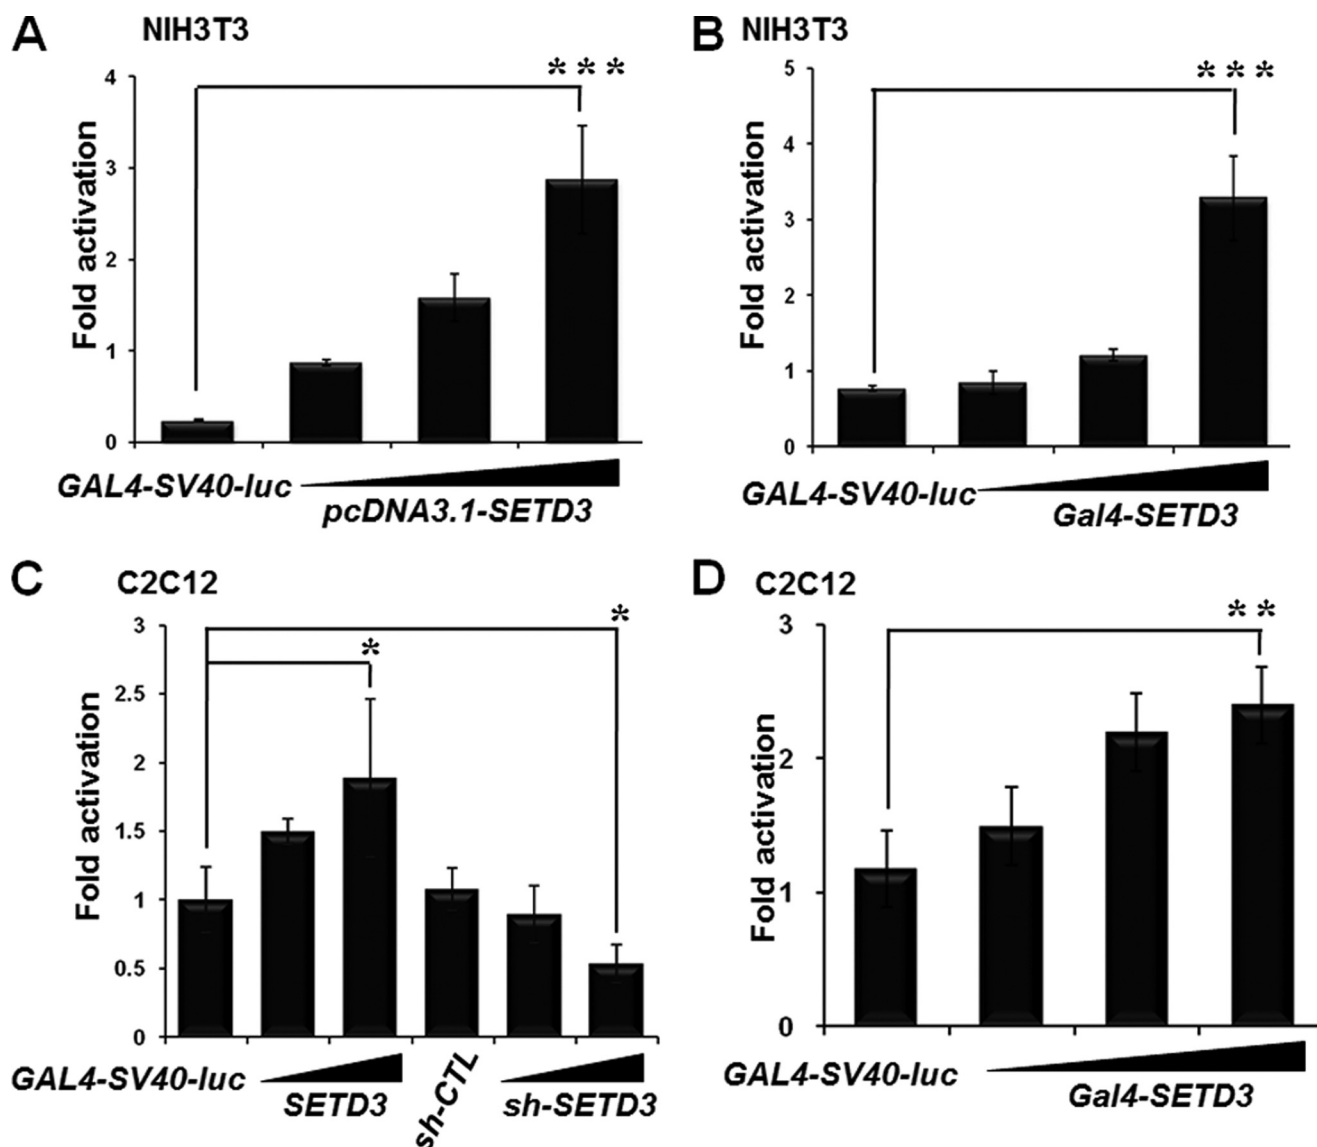 A NIH3T3
Fold activation
4
3
2
1
0
* * *
GAL4-SV40-luc
pcDNA3.1-SETD3
B NIH3T3
Fold activation
5
4
3
2
1
0
* * *
GAL4-SV40-luc
Gal4-SETD3
C C2C12
Fold activation
3
2.5
2
1.5
1
0.5
0
*
*
GAL4-SV40-luc
SETD3
sh-CTL
sh-SETD3
D C2C12
Fold activation
3
2
1
0
* *
GAL4-SV40-luc
Gal4-SETD3